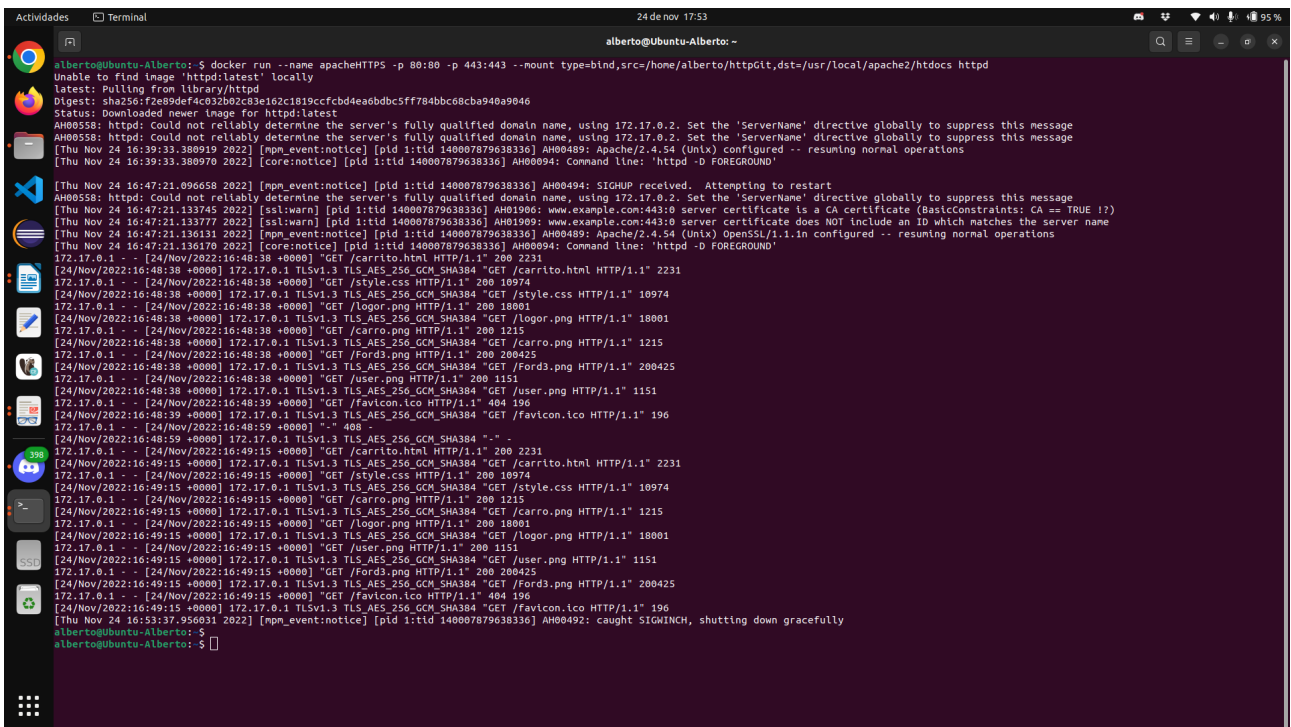 Actividades
Terminal
24 de nov 17:53
95 %
alberto@Ubuntu-Alberto: ~
alberto@Ubuntu-Alberto:~$ docker run --name apacheHTTPS -p 80:80 -p 443:443 --mount type=bind,src=/home/alberto/httpGit,dst=/usr/local/apache2/htdocs httpd
Unable to find image 'httpd:latest' locally
latest: Pulling from library/httpd
Digest: sha256:f2e89def4c032b02c83e162c1819ccfcbd4ea6bdbc5ff784bbc68cba940a9046
Status: Downloaded newer image for httpd:latest
AH00558: httpd: Could not reliably determine the server's fully qualified domain name, using 172.17.0.2. Set the 'ServerName' directive globally to suppress this message
AH00558: httpd: Could not reliably determine the server's fully qualified domain name, using 172.17.0.2. Set the 'ServerName' directive globally to suppress this message
[Thu Nov 24 16:39:33.380919 2022] [mpm_event:notice] [pid 1:tid 140007879638336] AH00489: Apache/2.4.54 (Unix) configured -- resuming normal operations
[Thu Nov 24 16:39:33.380970 2022] [core:notice] [pid 1:tid 140007879638336] AH00094: Command line: 'httpd -D FOREGROUND'
[Thu Nov 24 16:47:21.096658 2022] [mpm_event:notice] [pid 1:tid 140007879638336] AH00494: SIGHUP received.  Attempting to restart
AH00558: httpd: Could not reliably determine the server's fully qualified domain name, using 172.17.0.2. Set the 'ServerName' directive globally to suppress this message
[Thu Nov 24 16:47:21.133745 2022] [ssl:warn] [pid 1:tid 140007879638336] AH01906: www.example.com:443:0 server certificate is a CA certificate (BasicConstraints: CA == TRUE !?)
[Thu Nov 24 16:47:21.133777 2022] [ssl:warn] [pid 1:tid 140007879638336] AH01909: www.example.com:443:0 server certificate does NOT include an ID which matches the server name
[Thu Nov 24 16:47:21.136131 2022] [mpm_event:notice] [pid 1:tid 140007879638336] AH00489: Apache/2.4.54 (Unix) OpenSSL/1.1.1n configured -- resuming normal operations
[Thu Nov 24 16:47:21.136170 2022] [core:notice] [pid 1:tid 140007879638336] AH00094: Command line: 'httpd -D FOREGROUND'
172.17.0.1 - - [24/Nov/2022:16:48:38 +0000] "GET /carrito.html HTTP/1.1" 200 2231
[24/Nov/2022:16:48:38 +0000] 172.17.0.1 TLSv1.3 TLS_AES_256_GCM_SHA384 "GET /carrito.html HTTP/1.1" 2231
172.17.0.1 - - [24/Nov/2022:16:48:38 +0000] "GET /style.css HTTP/1.1" 200 10974
[24/Nov/2022:16:48:38 +0000] 172.17.0.1 TLSv1.3 TLS_AES_256_GCM_SHA384 "GET /style.css HTTP/1.1" 10974
172.17.0.1 - - [24/Nov/2022:16:48:38 +0000] "GET /logor.png HTTP/1.1" 200 18001
[24/Nov/2022:16:48:38 +0000] 172.17.0.1 TLSv1.3 TLS_AES_256_GCM_SHA384 "GET /logor.png HTTP/1.1" 18001
172.17.0.1 - - [24/Nov/2022:16:48:38 +0000] "GET /carro.png HTTP/1.1" 200 1215
[24/Nov/2022:16:48:38 +0000] 172.17.0.1 TLSv1.3 TLS_AES_256_GCM_SHA384 "GET /carro.png HTTP/1.1" 1215
172.17.0.1 - - [24/Nov/2022:16:48:38 +0000] "GET /Ford3.png HTTP/1.1" 200 200425
[24/Nov/2022:16:48:38 +0000] 172.17.0.1 TLSv1.3 TLS_AES_256_GCM_SHA384 "GET /Ford3.png HTTP/1.1" 200425
172.17.0.1 - - [24/Nov/2022:16:48:38 +0000] "GET /user.png HTTP/1.1" 200 1151
[24/Nov/2022:16:48:38 +0000] 172.17.0.1 TLSv1.3 TLS_AES_256_GCM_SHA384 "GET /user.png HTTP/1.1" 1151
172.17.0.1 - - [24/Nov/2022:16:48:39 +0000] "GET /favicon.ico HTTP/1.1" 404 196
[24/Nov/2022:16:48:39 +0000] 172.17.0.1 TLSv1.3 TLS_AES_256_GCM_SHA384 "GET /favicon.ico HTTP/1.1" 196
172.17.0.1 - - [24/Nov/2022:16:48:59 +0000] "-" 408 -
[24/Nov/2022:16:48:59 +0000] 172.17.0.1 TLSv1.3 TLS_AES_256_GCM_SHA384 "-" -
172.17.0.1 - - [24/Nov/2022:16:49:15 +0000] "GET /carrito.html HTTP/1.1" 200 2231
398
[24/Nov/2022:16:49:15 +0000] 172.17.0.1 TLSv1.3 TLS_AES_256_GCM_SHA384 "GET /carrito.html HTTP/1.1" 2231
172.17.0.1 - - [24/Nov/2022:16:49:15 +0000] "GET /style.css HTTP/1.1" 200 10974
[24/Nov/2022:16:49:15 +0000] 172.17.0.1 TLSv1.3 TLS_AES_256_GCM_SHA384 "GET /style.css HTTP/1.1" 10974
172.17.0.1 - - [24/Nov/2022:16:49:15 +0000] "GET /carro.png HTTP/1.1" 200 1215
[24/Nov/2022:16:49:15 +0000] 172.17.0.1 TLSv1.3 TLS_AES_256_GCM_SHA384 "GET /carro.png HTTP/1.1" 1215
172.17.0.1 - - [24/Nov/2022:16:49:15 +0000] "GET /logor.png HTTP/1.1" 200 18001
[24/Nov/2022:16:49:15 +0000] 172.17.0.1 TLSv1.3 TLS_AES_256_GCM_SHA384 "GET /logor.png HTTP/1.1" 18001
172.17.0.1 - - [24/Nov/2022:16:49:15 +0000] "GET /user.png HTTP/1.1" 200 1151
[24/Nov/2022:16:49:15 +0000] 172.17.0.1 TLSv1.3 TLS_AES_256_GCM_SHA384 "GET /user.png HTTP/1.1" 1151
SSD
172.17.0.1 - - [24/Nov/2022:16:49:15 +0000] "GET /Ford3.png HTTP/1.1" 200 200425
[24/Nov/2022:16:49:15 +0000] 172.17.0.1 TLSv1.3 TLS_AES_256_GCM_SHA384 "GET /Ford3.png HTTP/1.1" 200425
172.17.0.1 - - [24/Nov/2022:16:49:15 +0000] "GET /favicon.ico HTTP/1.1" 404 196
[24/Nov/2022:16:49:15 +0000] 172.17.0.1 TLSv1.3 TLS_AES_256_GCM_SHA384 "GET /favicon.ico HTTP/1.1" 196
[Thu Nov 24 16:53:37.956031 2022] [mpm_event:notice] [pid 1:tid 140007879638336] AH00492: caught SIGWINCH, shutting down gracefully
alberto@Ubuntu-Alberto:~$
alberto@Ubuntu-Alberto:~$